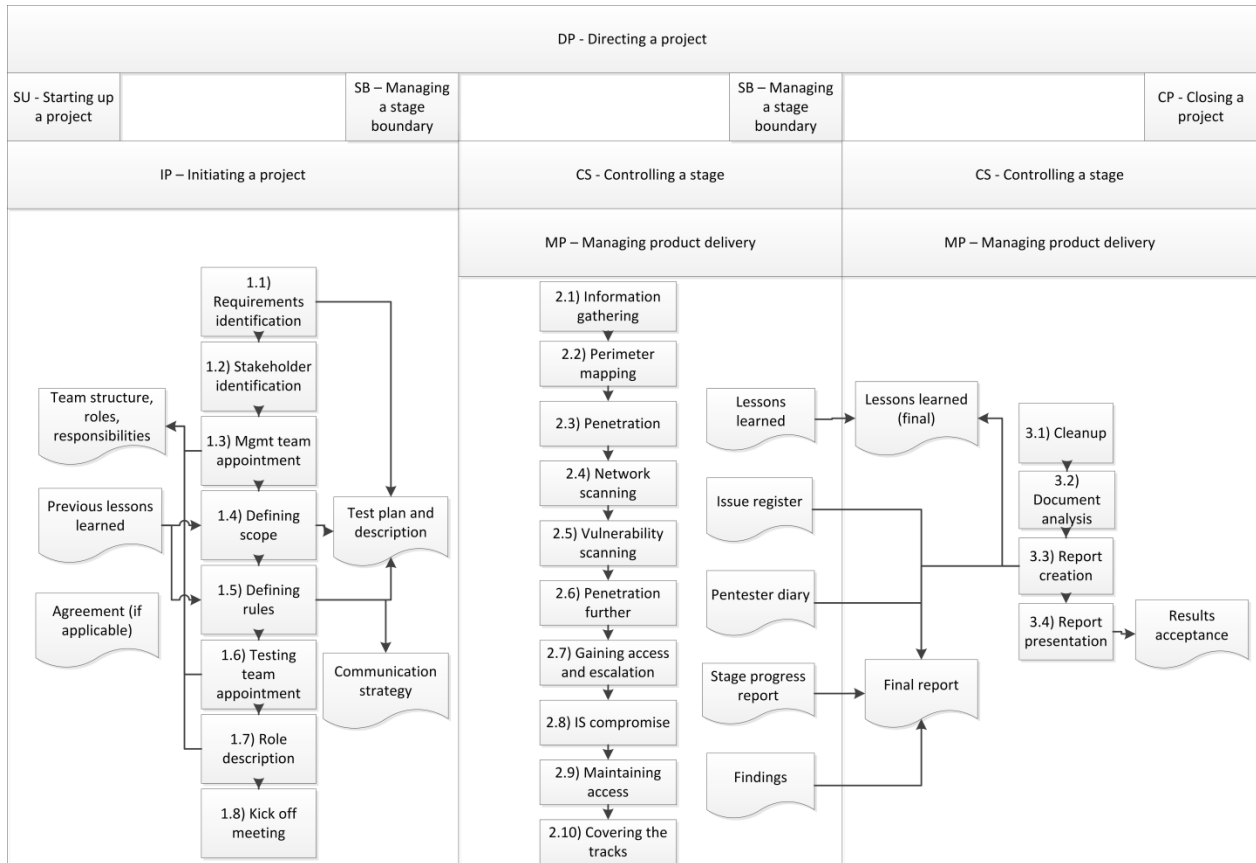 DP - Directing a project
SU - Starting up
a project
SB – Managing
a stage
boundary
SB – Managing
a stage
boundary
CP - Closing a
project
IP – Initiating a project
CS - Controlling a stage
CS - Controlling a stage
MP – Managing product delivery
MP – Managing product delivery
1.1)
Requirements
identification
1.2) Stakeholder
identification
Team structure,
roles,
responsibilities
1.3) Mgmt team
appointment
Previous lessons
learned
1.4) Defining
scope
Test plan and
description
1.5) Defining
rules
Agreement (if
applicable)
1.6) Testing
team
appointment
Communication
strategy
1.7) Role
description
1.8) Kick off
meeting
2.1) Information
gathering
2.2) Perimeter
mapping
2.3) Penetration
2.4) Network
scanning
2.5) Vulnerability
scanning
2.6) Penetration
further
2.7) Gaining access
and escalation
2.8) IS compromise
2.9) Maintaining
access
2.10) Covering the
tracks
Lessons
learned
Issue register
Pentester diary
Stage progress
report
Findings
Lessons learned
(final)
Final report
3.1) Cleanup
3.2)
Document
analysis
3.3) Report
creation
3.4) Report
presentation
Results
acceptance